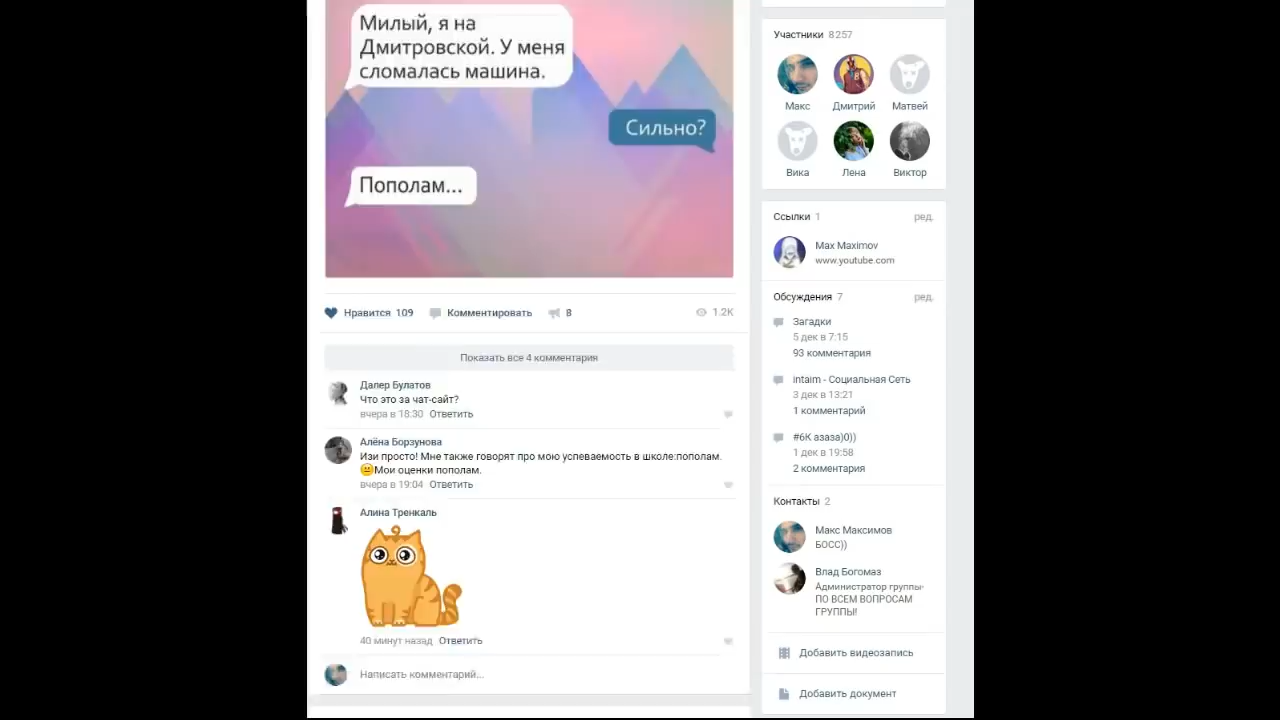 Милый, я на
Дмитровской. У меня
сломалась машина.
Сильно?
Пополам...
Нравится 109
Комментировать
8
1.2K
Показать все 4 комментария
Далер Булатов
Что это за чат-сайт?
вчера в 18:30 Ответить
Алёна Борзунова
Изи просто! Мне также говорят про мою успеваемость в школе:пополам.
😐Мои оценки пополам.
вчера в 19:04 Ответить
Алина Тренкаль
40 минут назад Ответить
Написать комментарий...
Участники 8257
Макс Дмитрий Матвей
Вика Лена Виктор
Ссылки 1 ред.
Max Maximov
www.youtube.com
Обсуждения 7 ред.
Загадки
5 дек в 7:15
93 комментария
intaim - Социальная Сеть
3 дек в 13:21
1 комментарий
#6К азаза)0))
1 дек в 19:58
2 комментария
Контакты 2
Макс Максимов
БОСС))
Влад Богомаз
Администратор группы-
ПО ВСЕМ ВОПРОСАМ
ГРУППЫ!
Добавить видеозапись
Добавить документ